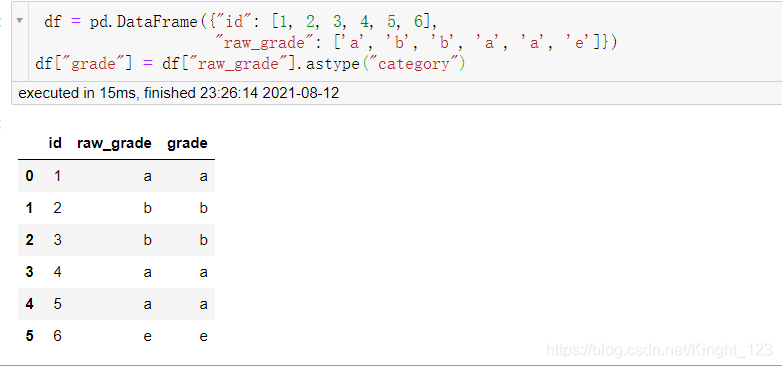 df = pd.DataFrame({"id": [1, 2, 3, 4, 5, 6],
"raw_grade": ['a', 'b', 'b', 'a', 'a', 'e']})
df["grade"] = df["raw_grade"].astype("category")
executed in 15ms, finished 23:26:14 2021-08-12
id raw_grade grade
0 1 a a
1 2 b b
2 3 b b
3 4 a a
4 5 a a
5 6 e e
https://blog.csdn.net/Kinght_123